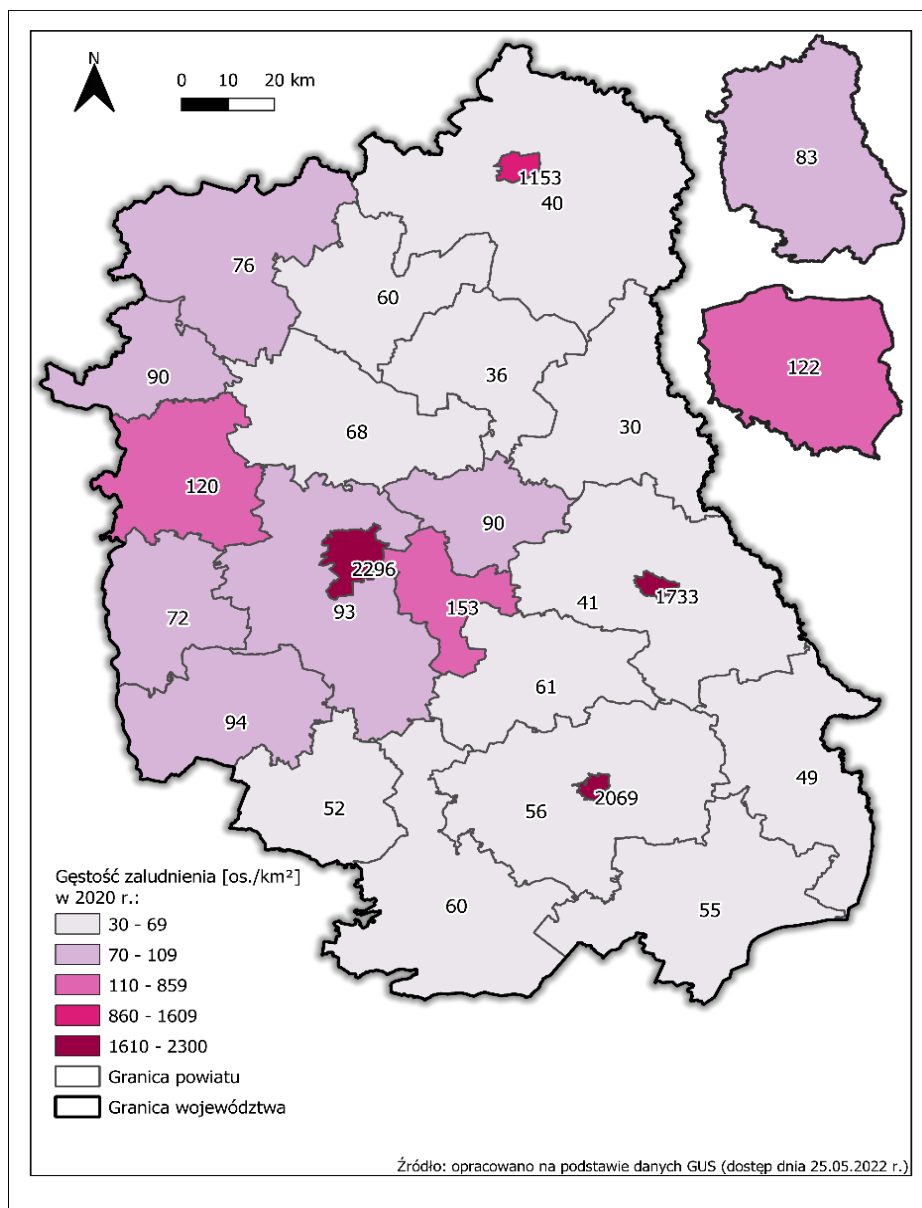 N
0 10 20 km
83
1153
40
76
60
122
90
36
68
30
120
90
2296
1733
153
41
93
72
61
94
49
2069
52
56
60
55
Gęstość zaludnienia [os./km²]
w 2020 r.:
30 - 69
70 - 109
110 - 859
860 - 1609
1610 - 2300
Granica powiatu
Granica województwa
Źródło: opracowano na podstawie danych GUS (dostęp dnia 25.05.2022 r.)